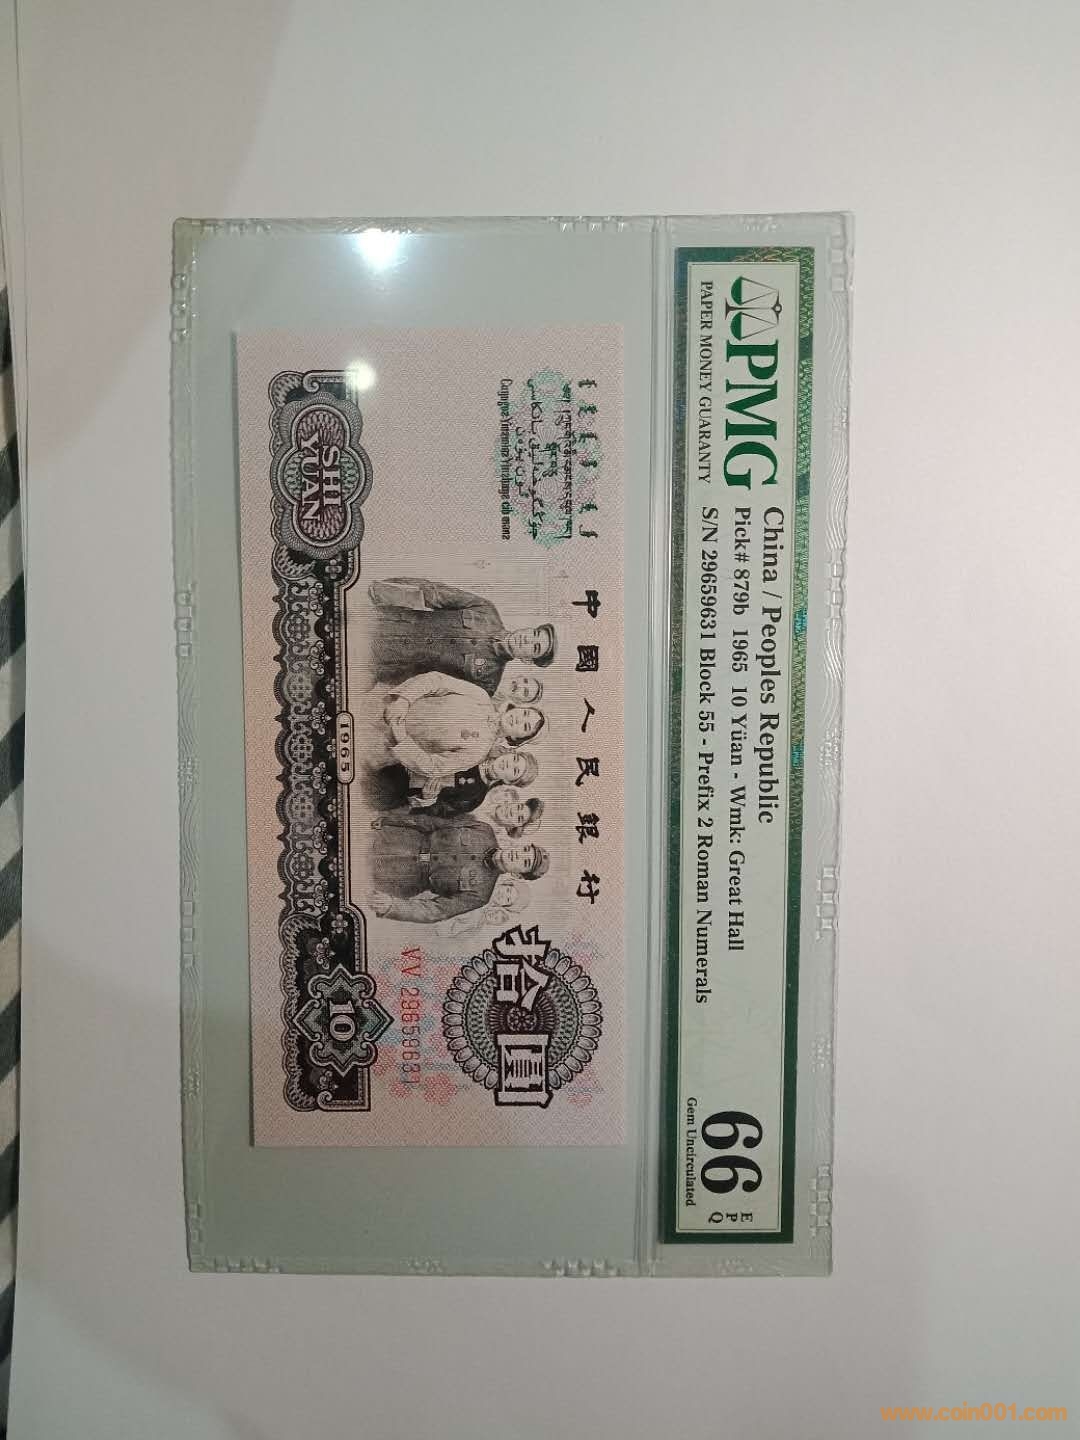 PMG
PAPER MONEY GUARANTY
China / Peoples Republic
Pick# 879b 1965 10 Yüan - Wmk: Great Hall
S/N 29659631 Block 55 - Prefix 2 Roman Numerals
66
EPQ
Gem Uncirculated
中國人民銀行
拾圓
VV 29659631
SHI
YUAN
1965
10
www.coin001.com